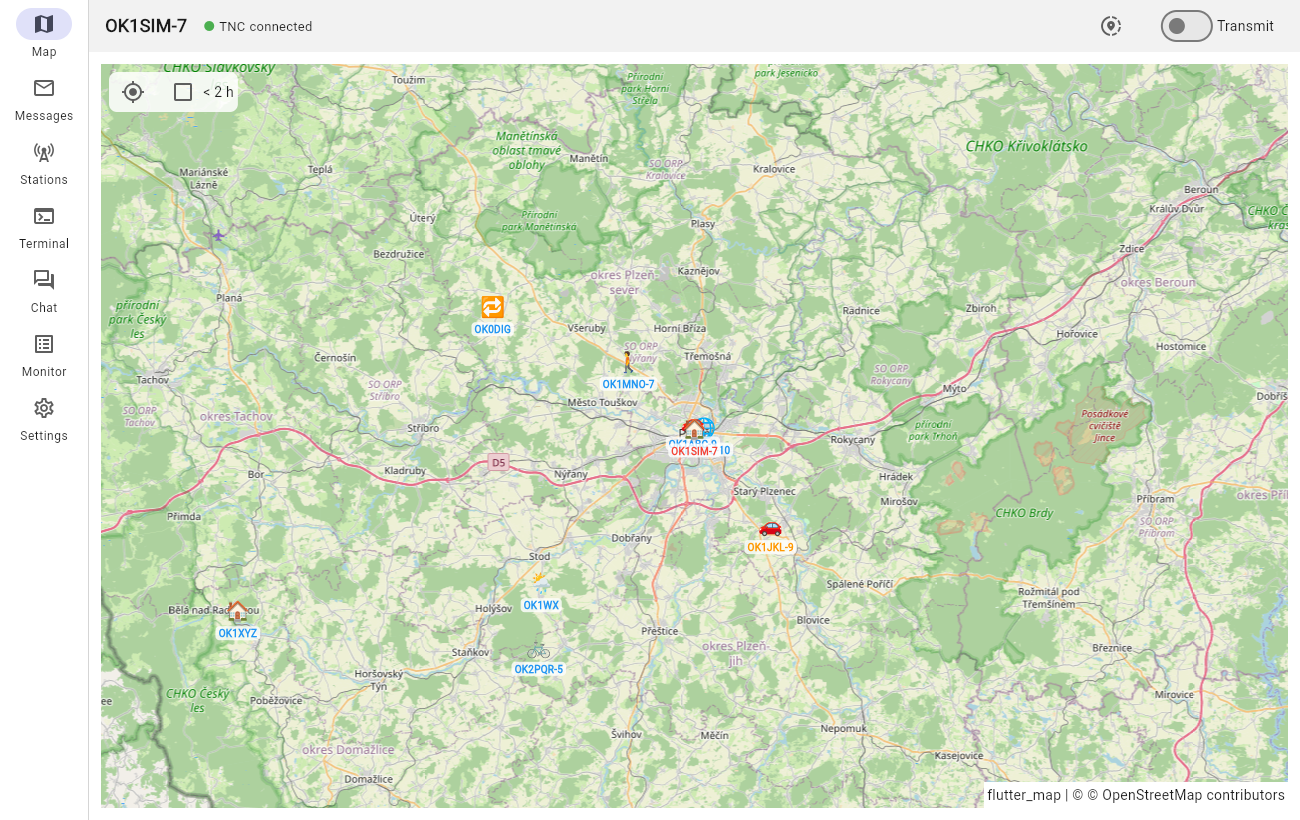 OK1SIM-7
TNC connected
Transmit
Map
Messages
Stations
Terminal
Chat
Monitor
Settings
< 2 h
CHKO Slavkovský
Toužim
Přírodní
park Horní
Střela
park Jesenicko
Manětínská
oblast tmavé
oblohy
Manětín
SO ORP
Kralovice
Kralovice
CHKO Křivoklátsko
Mariánské
Lázně
Teplá
Beroun
Králův Dvůr
Úterý
Přírodní
park Manětínská
Plasy
Zdice
Bezdružice
okres Plzeň-
sever
Kaznějov
okres Beroun
Planá
přírodní
park Český
les
OK0DIG
Všeruby
Horní Bříza
Radnice
Zbiroh
Hořovice
Hostomice
Černošín
SO ORP
Třemošná
OK1MNO-7
Tachov
SO ORP
Stříbro
SO ORP
Rokycany
Mýto
SO ORP
Tachov
okres Tachov
Město Touškov
Stříbro
přírodní
park Trhoň
Posádkové
cvičiště
Jince
Rokycany
OK1SIM-7
10
D5
Bor
Kladruby
Nýřany
Starý Plzenec
Hrádek
Mirošov
Příbram
SO ORP
Příbram
Přimda
CHKO Brdy
Dobřany
OK1JKL-9
Stod
Spálené Poříčí
Rožmitál pod
Třemšínem
OK1WX
Holýšov
OK1XYZ
Blovice
Přeštice
Staňkov
OK2PQR-5
okres Plzeň-
jih
Březnice
Horšovský
Týn
CHKO Český
les
Poběžovice
Mirovice
Švihov
Měčín
Nepomuk
okres Domažlice
Kasejovice
Domažlice
flutter_map | © © OpenStreetMap contributors